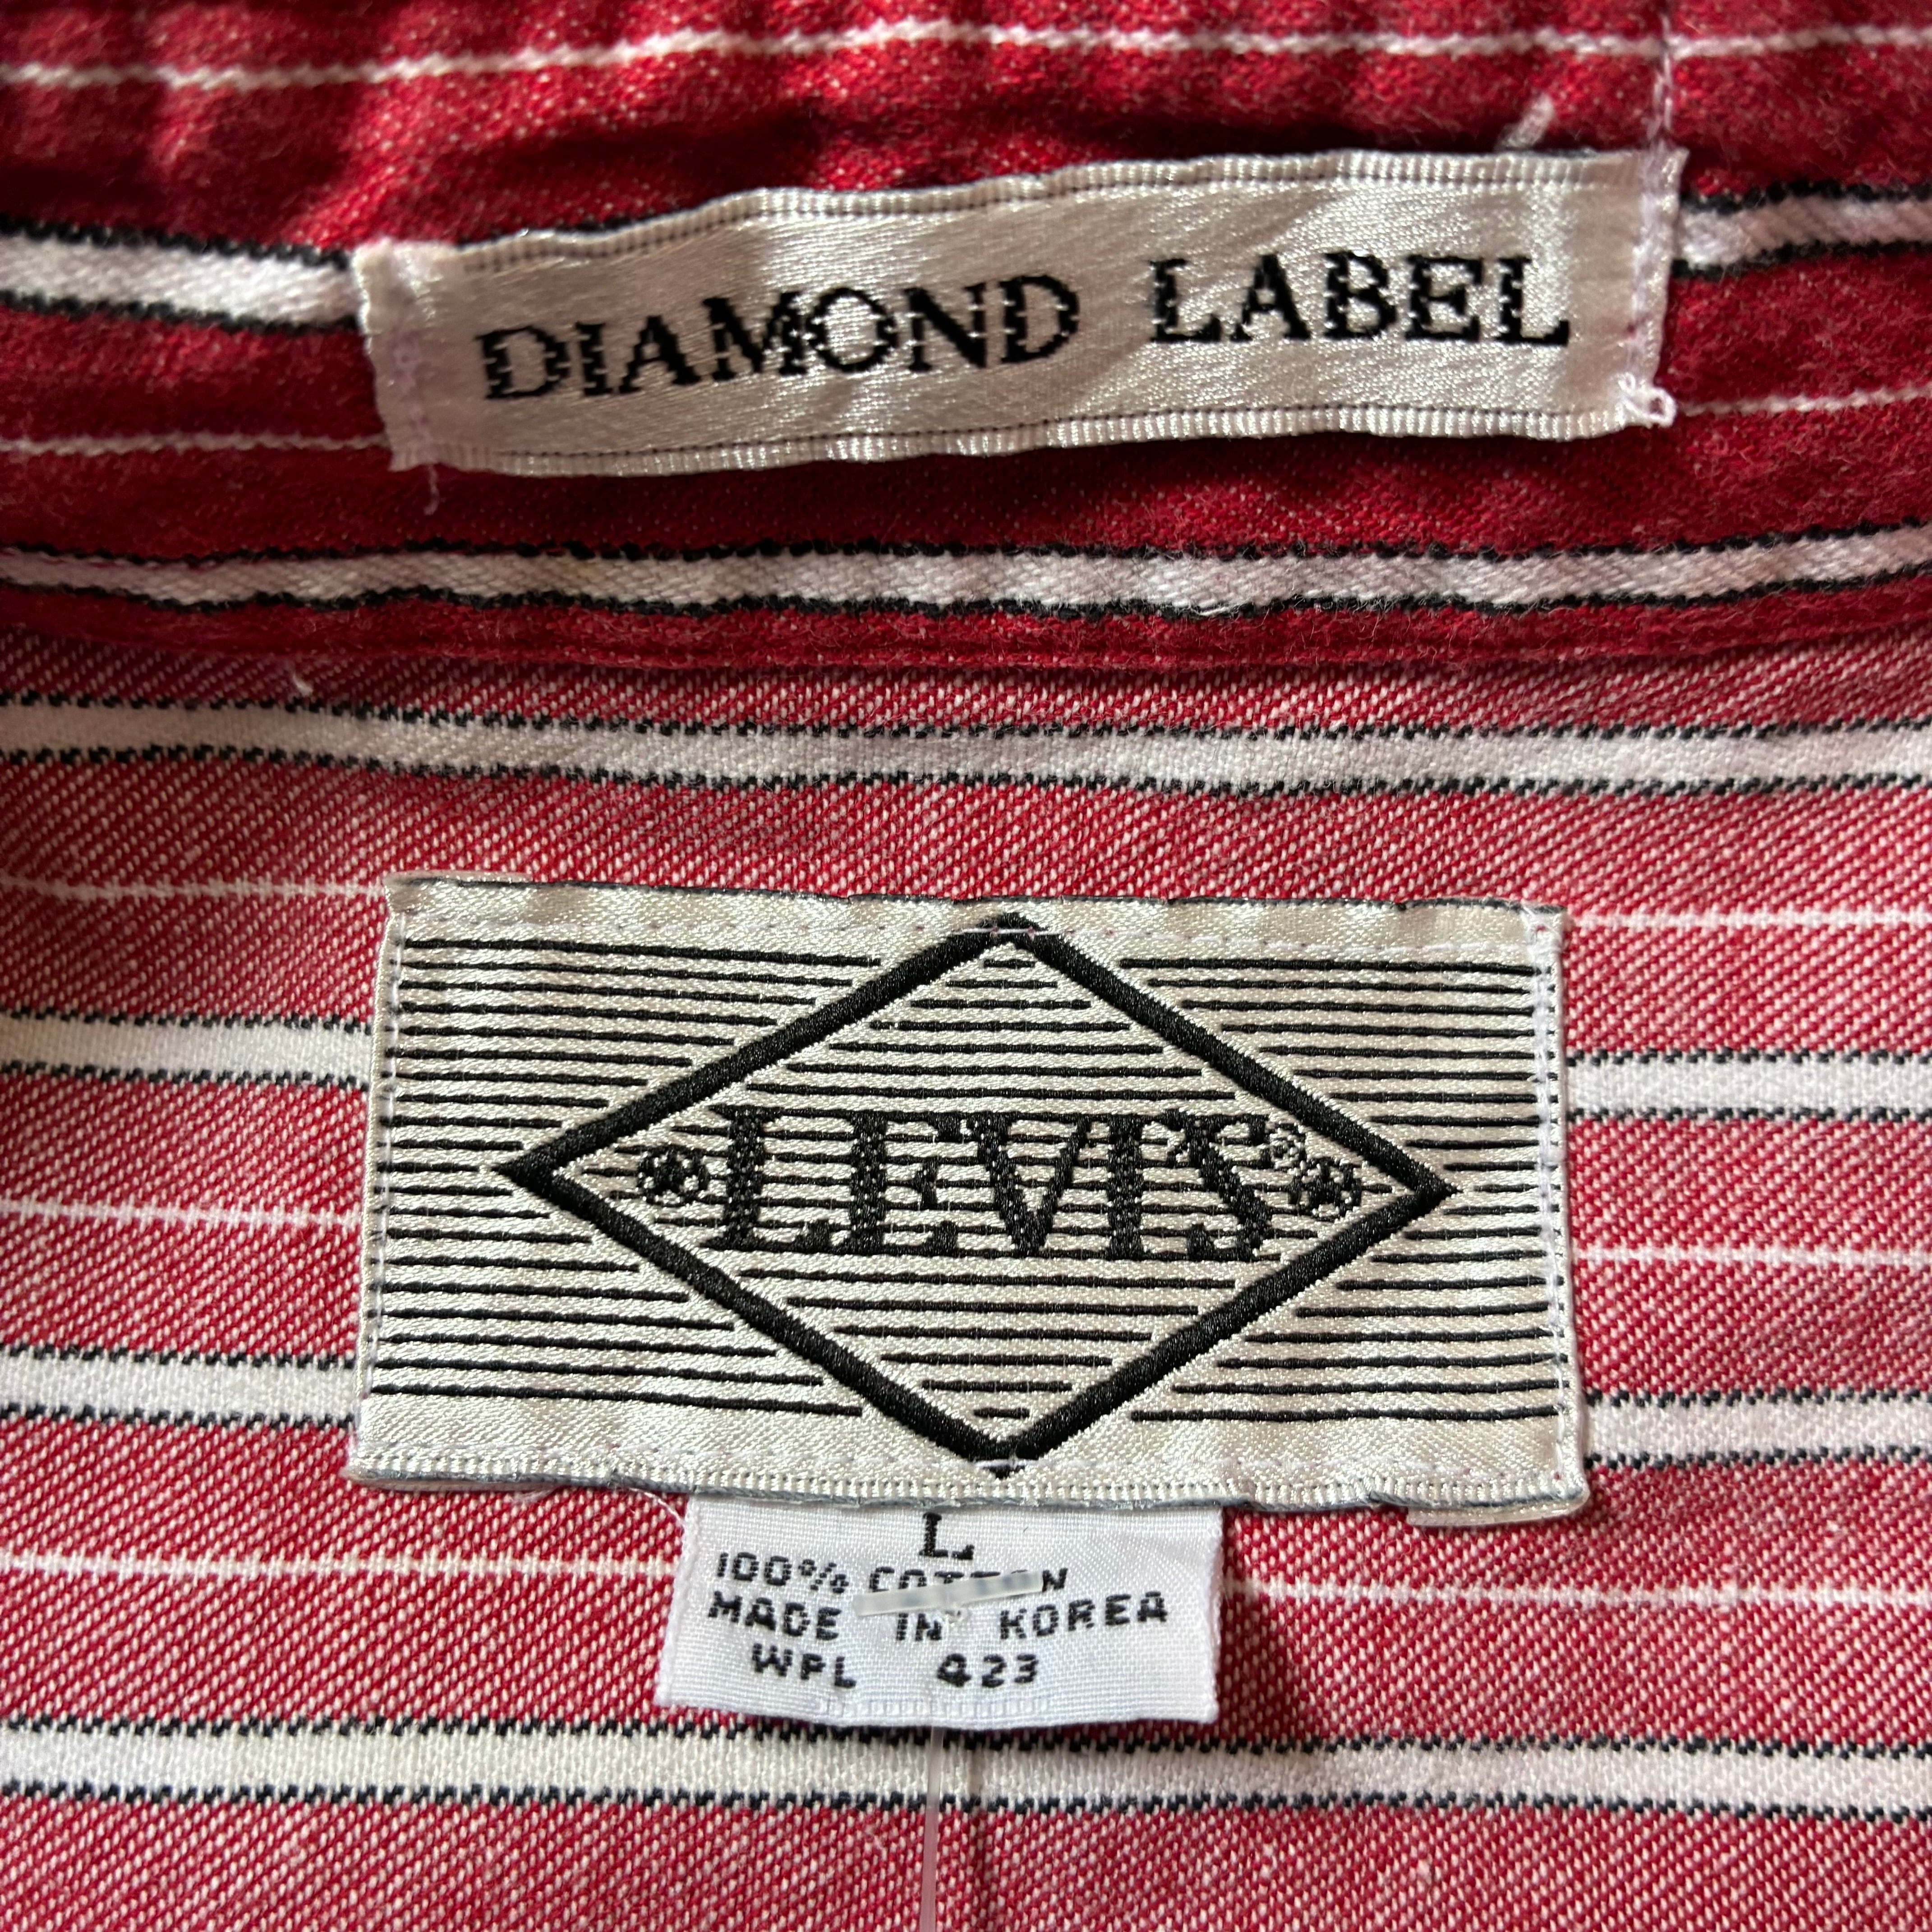 DIAMOND LABEL
LEVI'S®
L
100% COTTON
MADE IN KOREA
WPL 423